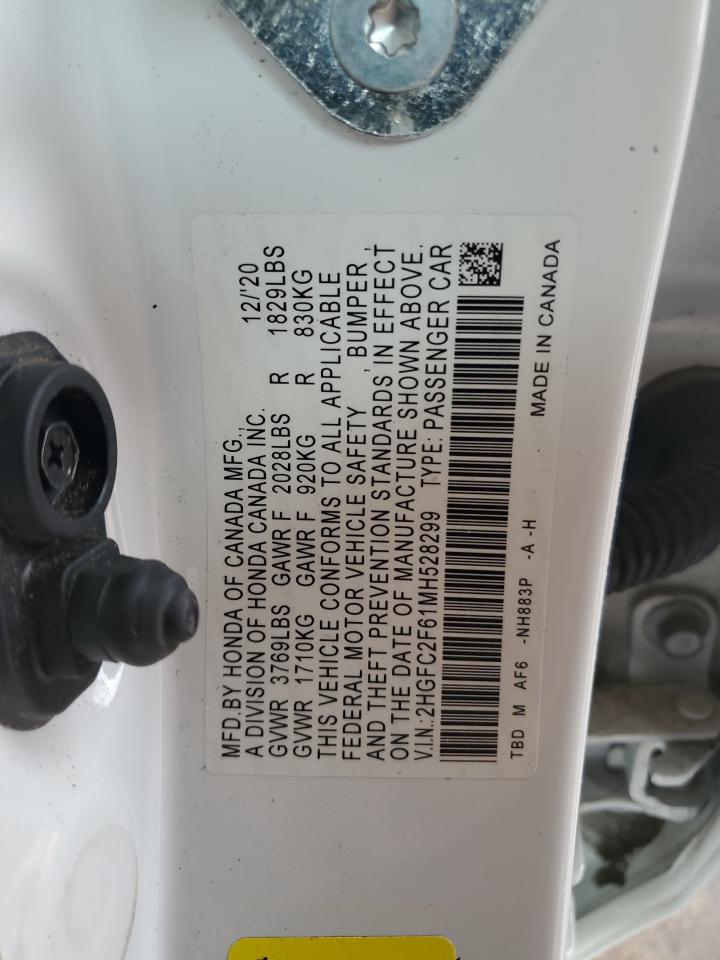 MFD.BY HONDA OF CANADA MFG., 12/'20
A DIVISION OF HONDA CANADA INC.
GVWR 3769LBS GAWR F 2028LBS R 1829LBS
GVWR 1710KG GAWR F 920KG R 830KG
THIS VEHICLE CONFORMS TO ALL APPLICABLE
FEDERAL MOTOR VEHICLE SAFETY , BUMPER ,
AND THEFT PREVENTION STANDARDS IN EFFECT
ON THE DATE OF MANUFACTURE SHOWN ABOVE.
V.I.N.:2HGFC2F61MH528299 TYPE: PASSENGER CAR
TBD M AF6 -NH883P -A -H MADE IN CANADA